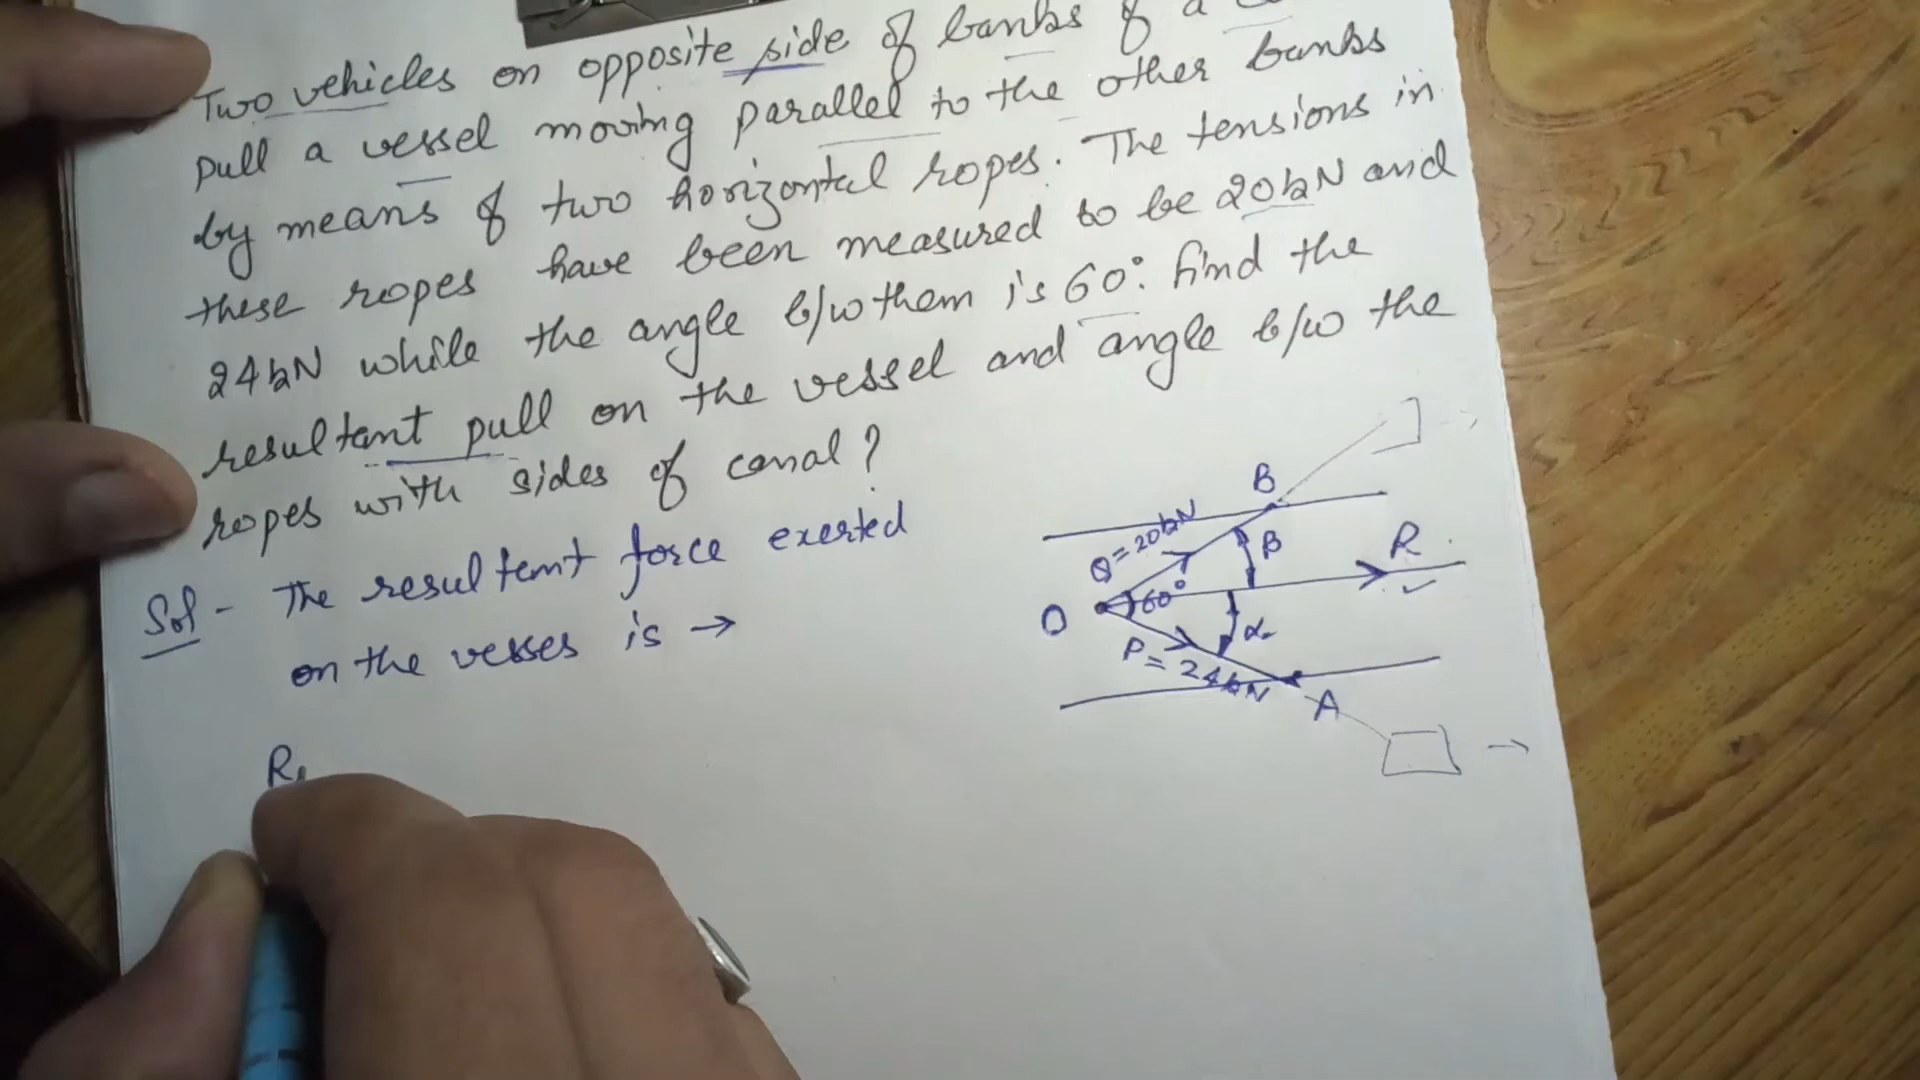 Two vehicles on opposite side of banks of a
pull a vessel moving parallel to the other banks
by means of two horizontal ropes. The tensions in
these ropes have been measured to be 20kN and
24kN while the angle b/w them is 60°. Find the
resultant pull on the vessel and angle b/w the
ropes with sides of canal?
Sol - The resultant force exerted
on the vesses is →
R
B
Q=20kN
β
R
O
60°
α
P=24kN
A